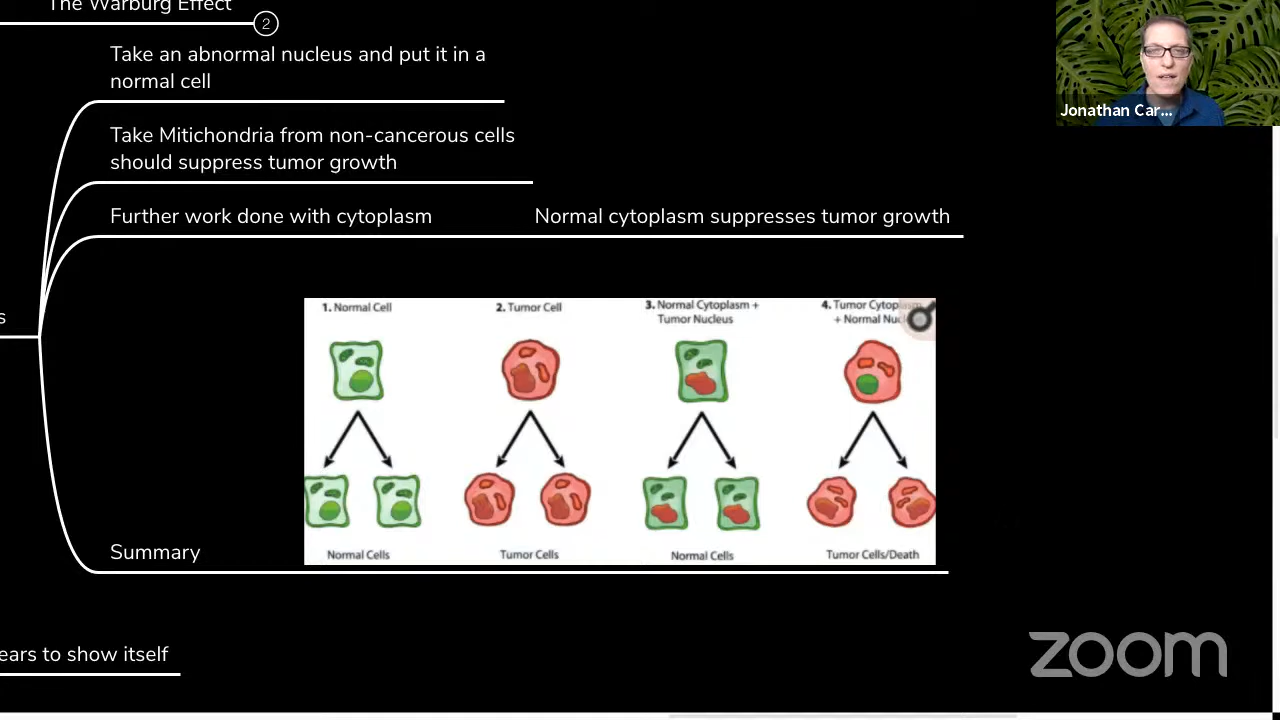 The Warburg Effect
2
Take an abnormal nucleus and put it in a
normal cell
Jonathan Car...
Take Mitichondria from non-cancerous cells
should suppress tumor growth
Further work done with cytoplasm
Normal cytoplasm suppresses tumor growth
s
1. Normal Cell
2. Tumor Cell
3. Normal Cytoplasm +
Tumor Nucleus
4. Tumor Cytop
+ Normal Nuc
Normal Cells
Tumor Cells
Normal Cells
Tumor Cells/Death
Summary
ears to show itself
zoom